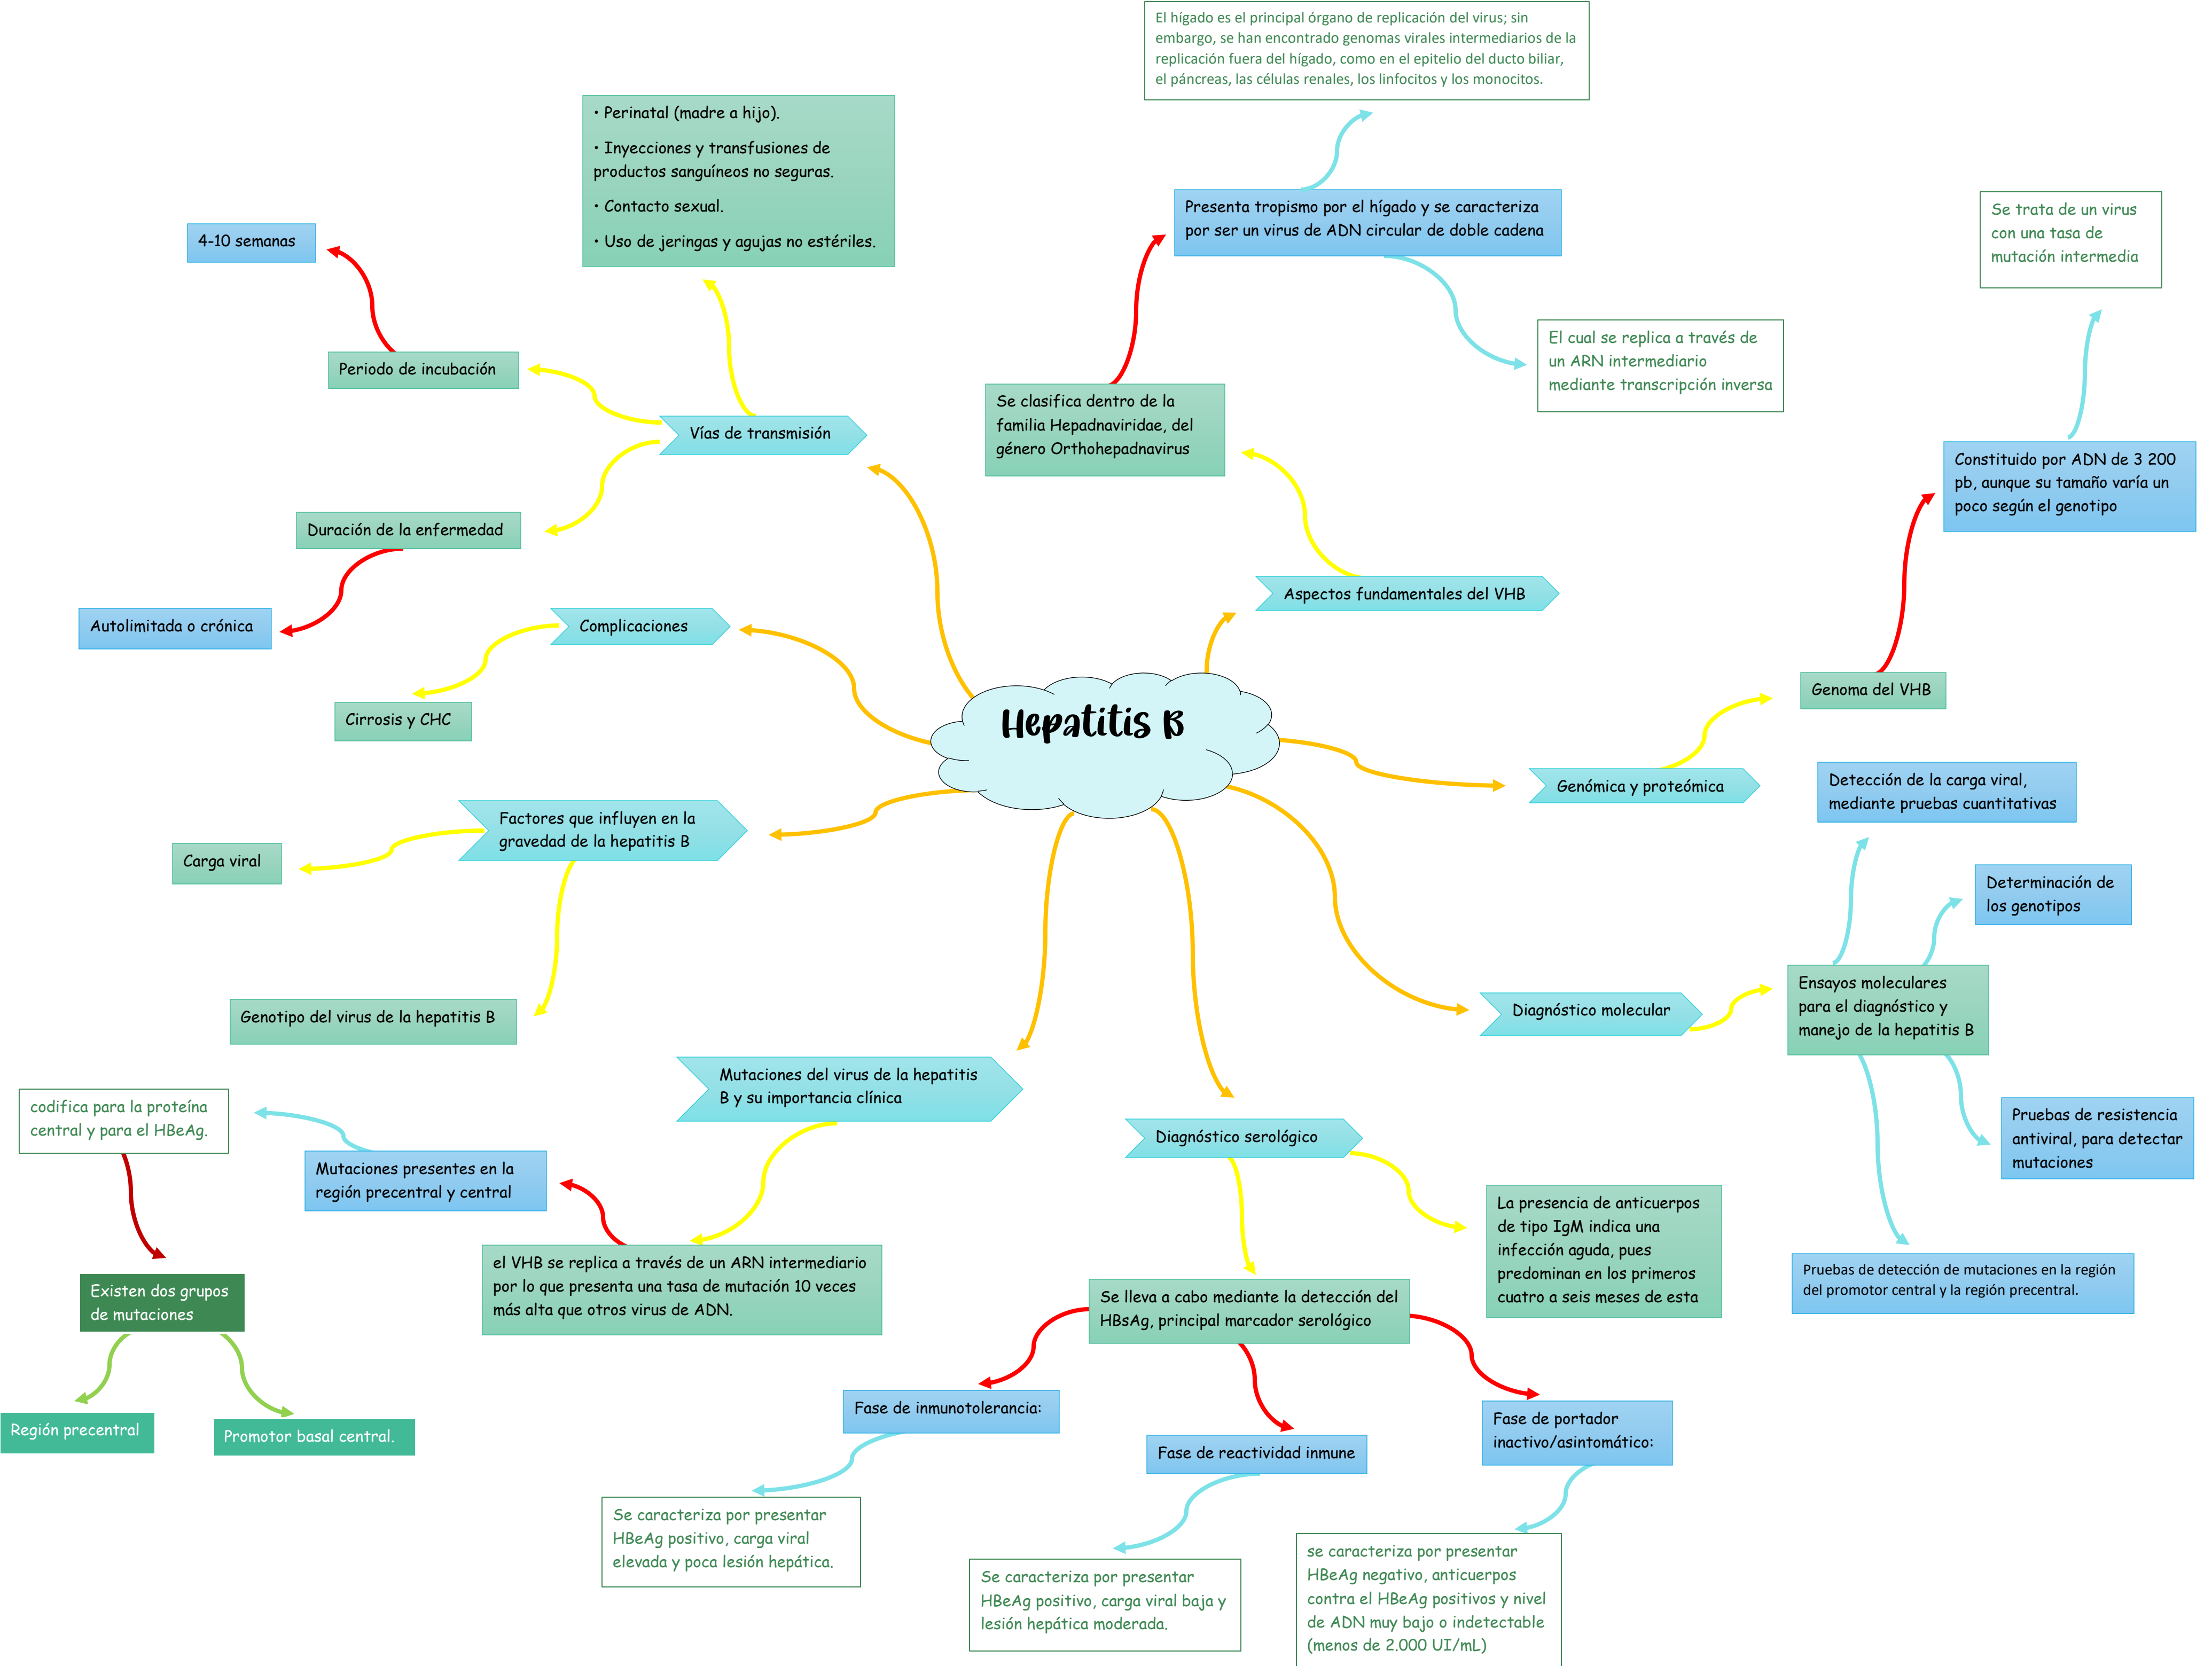 El hígado es el principal órgano de replicación del virus; sin
embargo, se han encontrado genomas virales intermediarios de la
replicación fuera del hígado, como en el epitelio del ducto biliar,
el páncreas, las células renales, los linfocitos y los monocitos.
• Perinatal (madre a hijo).
• Inyecciones y transfusiones de
productos sanguíneos no seguras.
• Contacto sexual.
• Uso de jeringas y agujas no estériles.
Presenta tropismo por el hígado y se caracteriza
por ser un virus de ADN circular de doble cadena
Se trata de un virus
con una tasa de
mutación intermedia
4-10 semanas
El cual se replica a través de
un ARN intermediario
mediante transcripción inversa
Periodo de incubación
Se clasifica dentro de la
familia Hepadnaviridae, del
género Orthohepadnavirus
Vías de transmisión
Constituido por ADN de 3 200
pb, aunque su tamaño varía un
poco según el genotipo
Duración de la enfermedad
Aspectos fundamentales del VHB
Autolimitada o crónica
Complicaciones
Genoma del VHB
Cirrosis y CHC
Hepatitis B
Genómica y proteómica
Detección de la carga viral,
mediante pruebas cuantitativas
Factores que influyen en la
gravedad de la hepatitis B
Carga viral
Determinación de
los genotipos
Genotipo del virus de la hepatitis B
Diagnóstico molecular
Ensayos moleculares
para el diagnóstico y
manejo de la hepatitis B
Mutaciones del virus de la hepatitis
B y su importancia clínica
codifica para la proteína
central y para el HBeAg.
Diagnóstico serológico
Pruebas de resistencia
antiviral, para detectar
mutaciones
Mutaciones presentes en la
región precentral y central
La presencia de anticuerpos
de tipo IgM indica una
infección aguda, pues
predominan en los primeros
cuatro a seis meses de esta
el VHB se replica a través de un ARN intermediario
por lo que presenta una tasa de mutación 10 veces
más alta que otros virus de ADN.
Pruebas de detección de mutaciones en la región
del promotor central y la región precentral.
Existen dos grupos
de mutaciones
Se lleva a cabo mediante la detección del
HBsAg, principal marcador serológico
Región precentral
Promotor basal central.
Fase de inmunotolerancia:
Fase de reactividad inmune
Fase de portador
inactivo/asintomático:
Se caracteriza por presentar
HBeAg positivo, carga viral
elevada y poca lesión hepática.
Se caracteriza por presentar
HBeAg positivo, carga viral baja y
lesión hepática moderada.
se caracteriza por presentar
HBeAg negativo, anticuerpos
contra el HBeAg positivos y nivel
de ADN muy bajo o indetectable
(menos de 2.000 UI/mL)